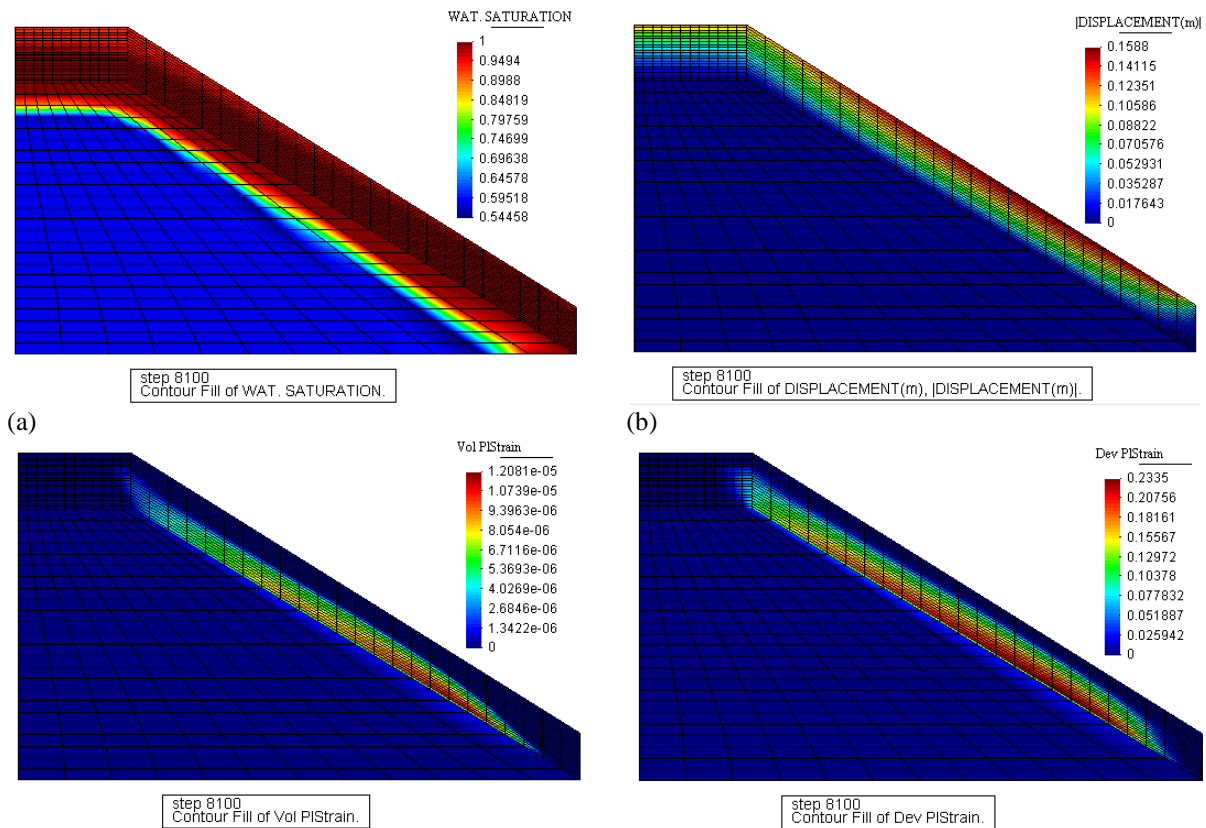 WAT. SATURATION
1
0.9494
0.8988
0.84819
0.79759
0.74699
0.69638
0.64578
0.59518
0.54458
step 8100
Contour Fill of WAT. SATURATION.
(a)
|DISPLACEMENT(m)|
0.1588
0.14115
0.12351
0.10586
0.08822
0.070576
0.052931
0.035287
0.017643
0
step 8100
Contour Fill of DISPLACEMENT(m), |DISPLACEMENT(m)|.
(b)
Vol PlStrain
1.2081e-05
1.0739e-05
9.3963e-06
8.054e-06
6.7116e-06
5.3693e-06
4.0269e-06
2.6846e-06
1.3422e-06
0
step 8100
Contour Fill of Vol PlStrain.
Dev PlStrain
0.2335
0.20756
0.18161
0.15567
0.12972
0.10378
0.077832
0.051887
0.025942
0
step 8100
Contour Fill of Dev PlStrain.